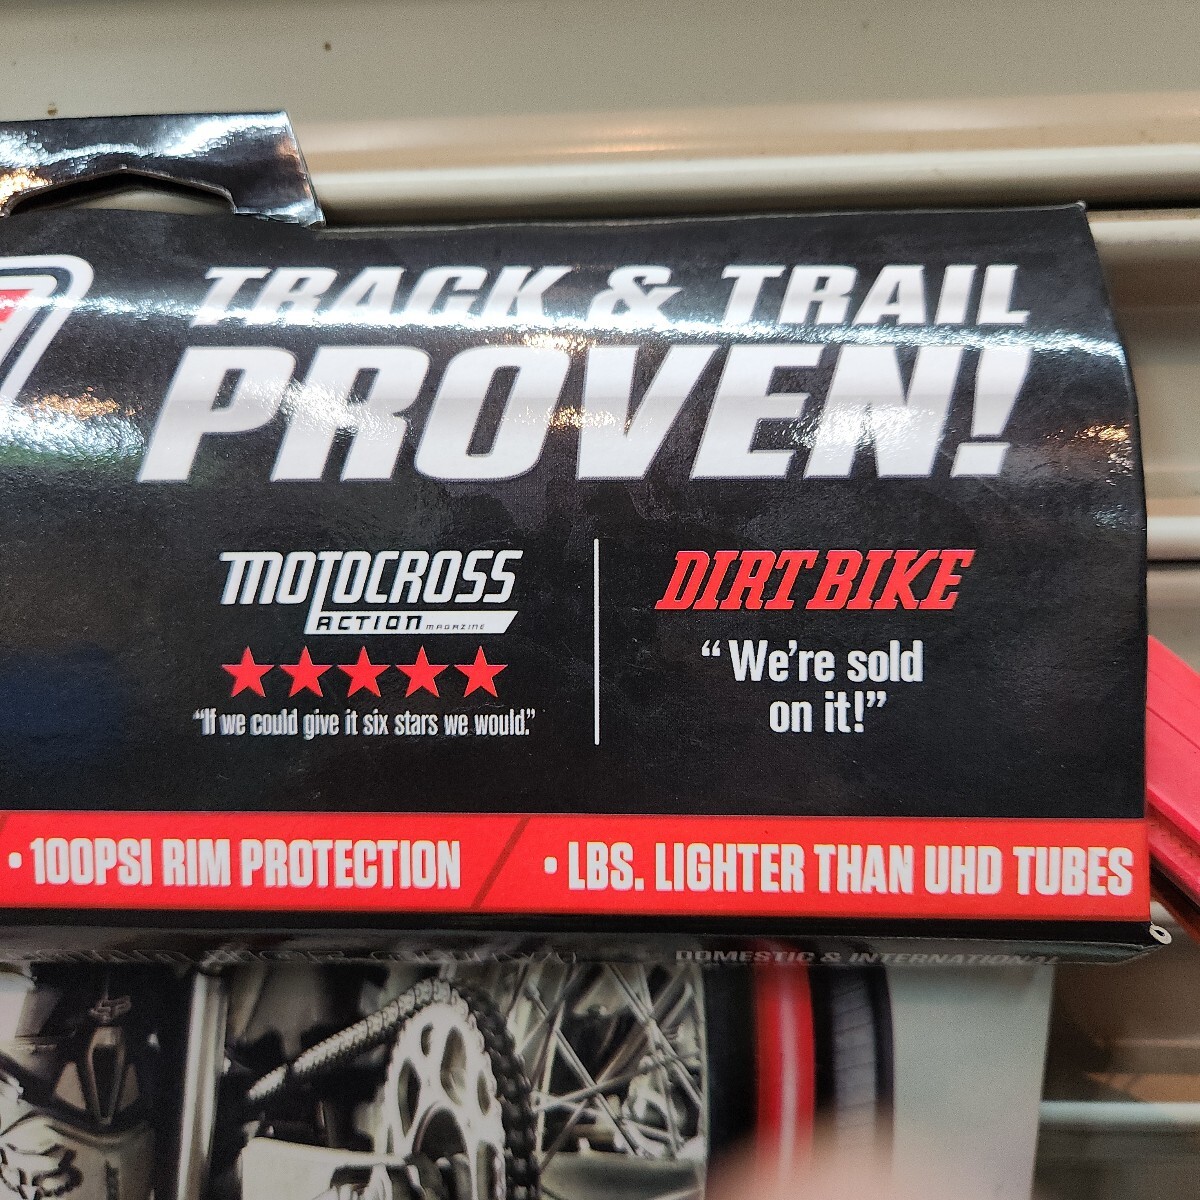 TRACK & TRAIL
PROVEN!
MOTOCROSS
ACTION MAGAZINE
"If we could give it six stars we would."
DIRT BIKE
"We're sold
on it!"
• 100PSI RIM PROTECTION
• LBS. LIGHTER THAN UHD TUBES
DOMESTIC & INTERNATIONAL